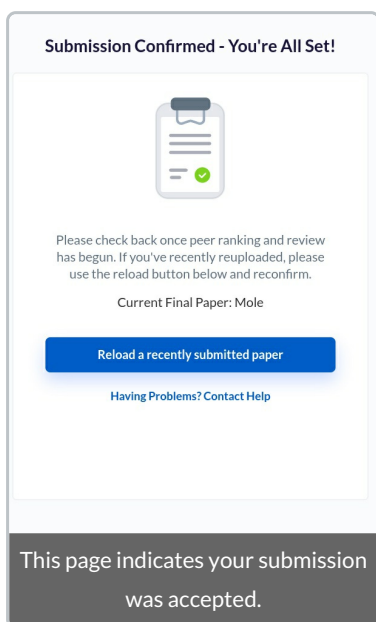 Submission Confirmed - You're All Set!
Please check back once peer ranking and review
has begun. If you've recently reuploaded, please
use the reload button below and reconfirm.
Current Final Paper: Mole
Reload a recently submitted paper
Having Problems? Contact Help
This page indicates your submission
was accepted.